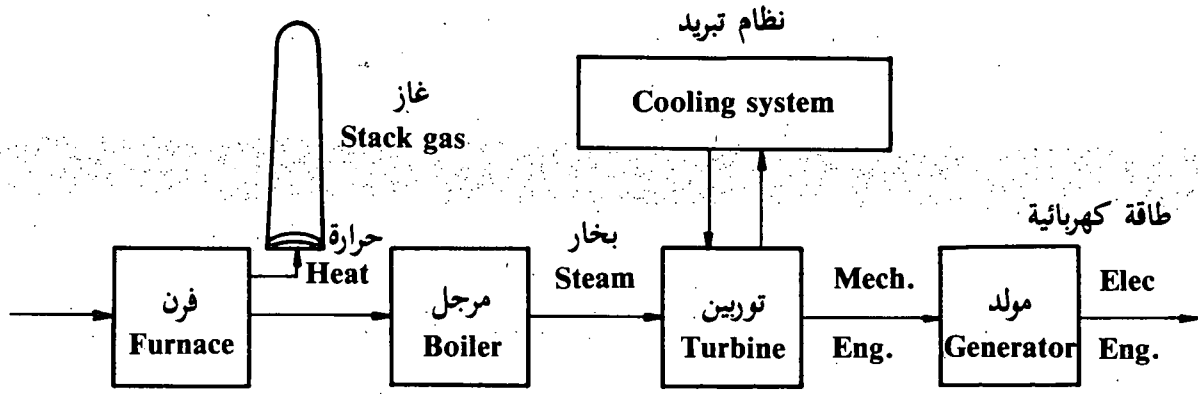 نظام تبريد
Cooling system
غاز
Stack gas
حرارة
Heat
بخار
Steam
طاقة كهربائية
فرن
Furnace
مرجل
Boiler
توربين
Turbine
Mech.
Eng.
مولد
Generator
Elec
Eng.